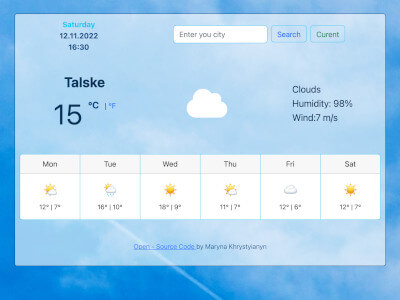 Saturday
12.11.2022
16:30
Enter you city
Search
Curent
Talske
15 °C | °F
Clouds
Humidity: 98%
Wind:7 m/s
Mon Tue Wed Thu Fri Sat
12° | 7° 16° | 10° 18° | 9° 11° | 7° 12° | 6° 12° | 7°
Open - Source Code by Maryna Khrystyianyn